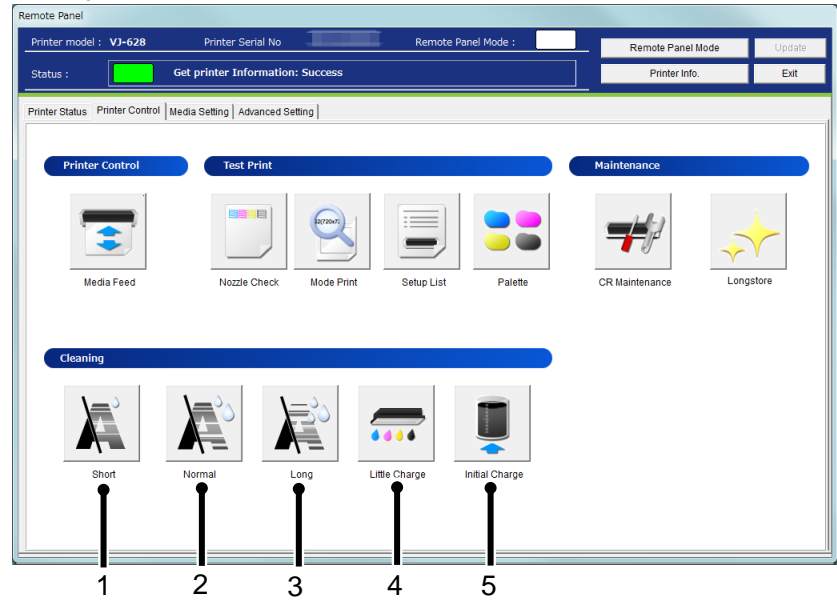 Remote Panel
Printer model : VJ-628 Printer Serial No Remote Panel Mode :
Remote Panel Mode Update
Status : Get printer Information: Success
Printer Info. Exit
Printer Status Printer Control Media Setting Advanced Setting
Printer Control Test Print Maintenance
Media Feed Nozzle Check Mode Print Setup List Palette CR Maintenance Longstore
Cleaning
Short Normal Long Little Charge Initial Charge
1 2 3 4 5